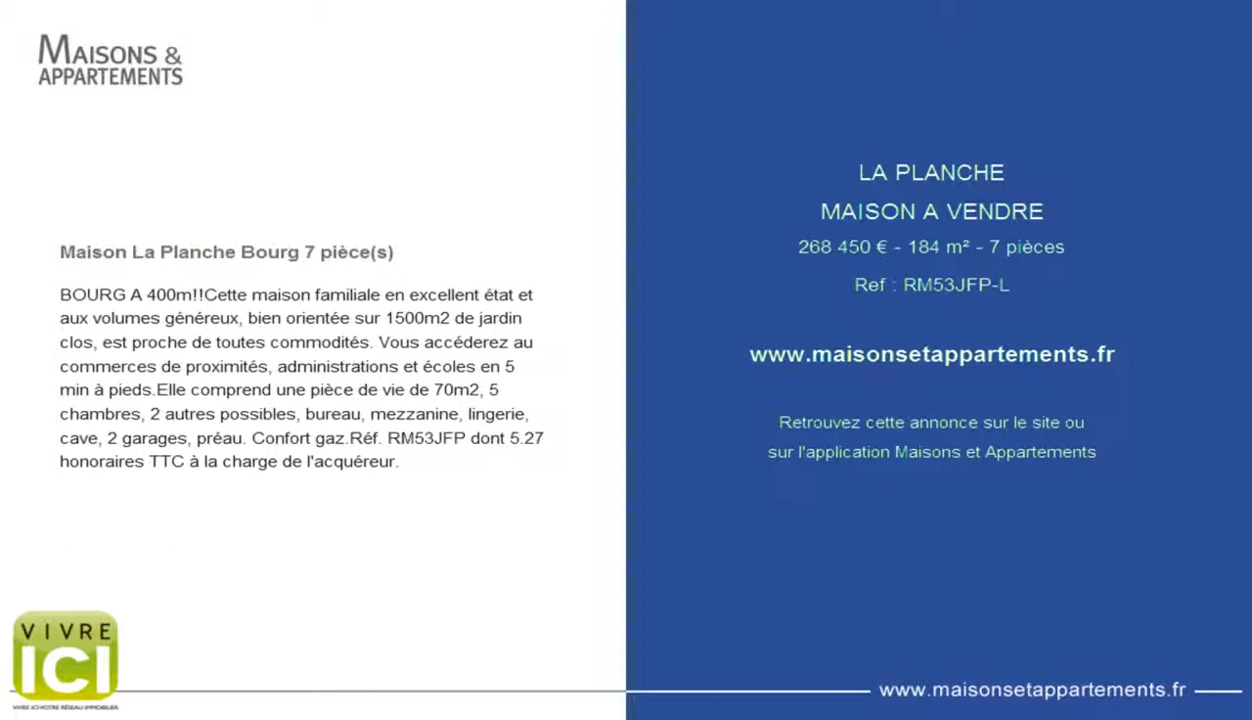 MAISONS &
APPARTEMENTS
Maison La Planche Bourg 7 pièce(s)
BOURG A 400m!!Cette maison familiale en excellent état et
aux volumes généreux, bien orientée sur 1500m2 de jardin
clos, est proche de toutes commodités. Vous accéderez au
commerces de proximités, administrations et écoles en 5
min à pieds.Elle comprend une pièce de vie de 70m2, 5
chambres, 2 autres possibles, bureau, mezzanine, lingerie,
cave, 2 garages, préau. Confort gaz.Réf. RM53JFP dont 5.27
honoraires TTC à la charge de l'acquéreur.
VIVRE
ICI
VIVRE ICI VOTRE RÉSEAU IMMOBILIER
LA PLANCHE
MAISON A VENDRE
268 450 € - 184 m² - 7 pièces
Ref : RM53JFP-L
www.maisonsetappartements.fr
Retrouvez cette annonce sur le site ou
sur l'application Maisons et Appartements
www.maisonsetappartements.fr